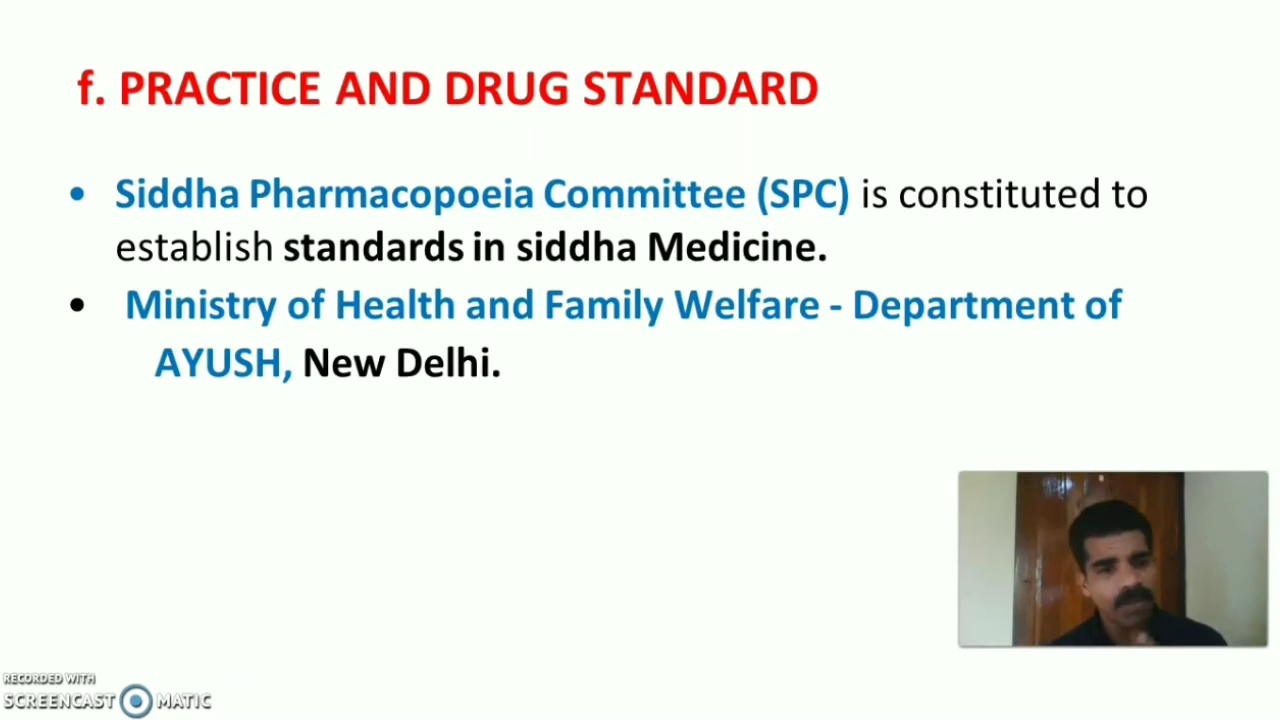 f. PRACTICE AND DRUG STANDARD
• Siddha Pharmacopoeia Committee (SPC) is constituted to
establish standards in siddha Medicine.
• Ministry of Health and Family Welfare - Department of
AYUSH, New Delhi.
RECORDED WITH
SCREENCAST MATIC